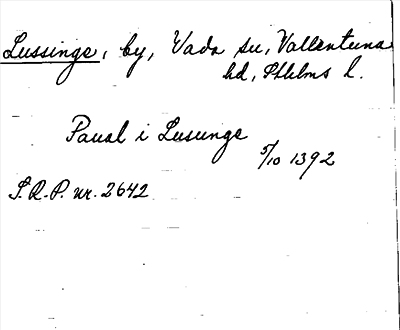 Lussinge, by, Vada sn, Vallentuna
hd, Sthlms l.
Paual i Lusunge
5/10 1392
S.R.P. nr. 2642